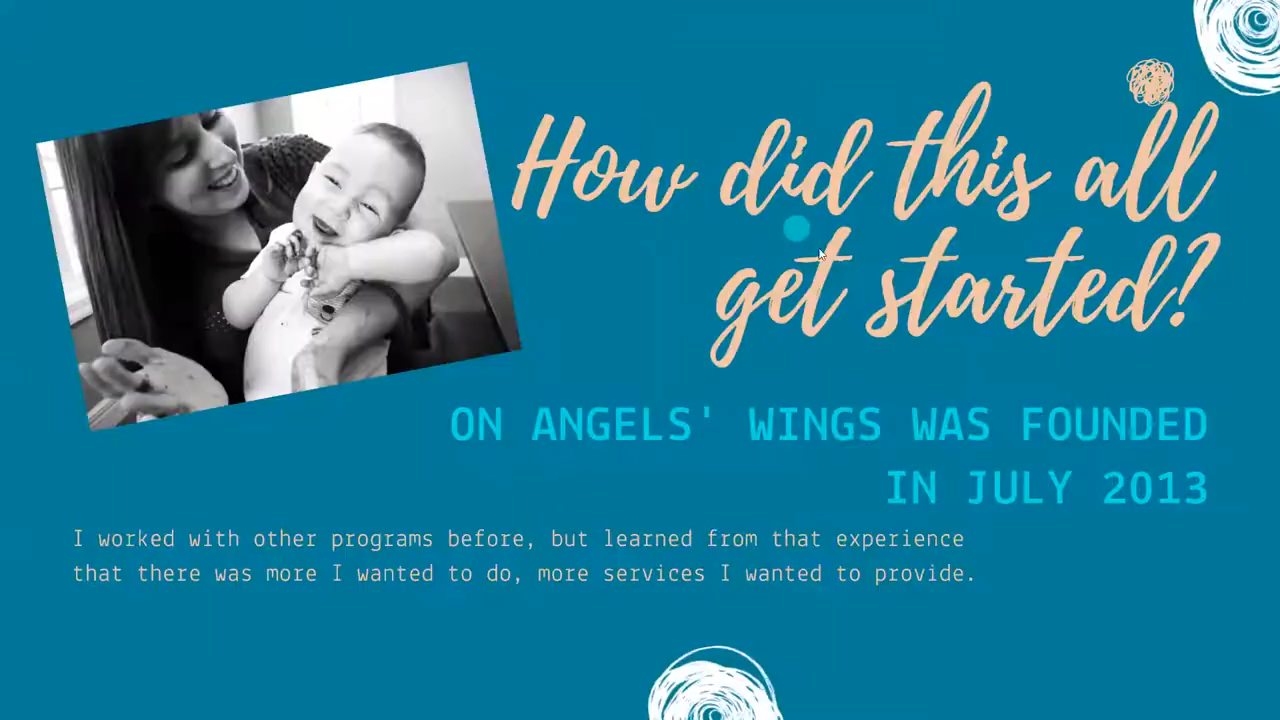 How did this all
get started?
ON ANGELS' WINGS WAS FOUNDED
IN JULY 2013
I worked with other programs before, but learned from that experience
that there was more I wanted to do, more services I wanted to provide.